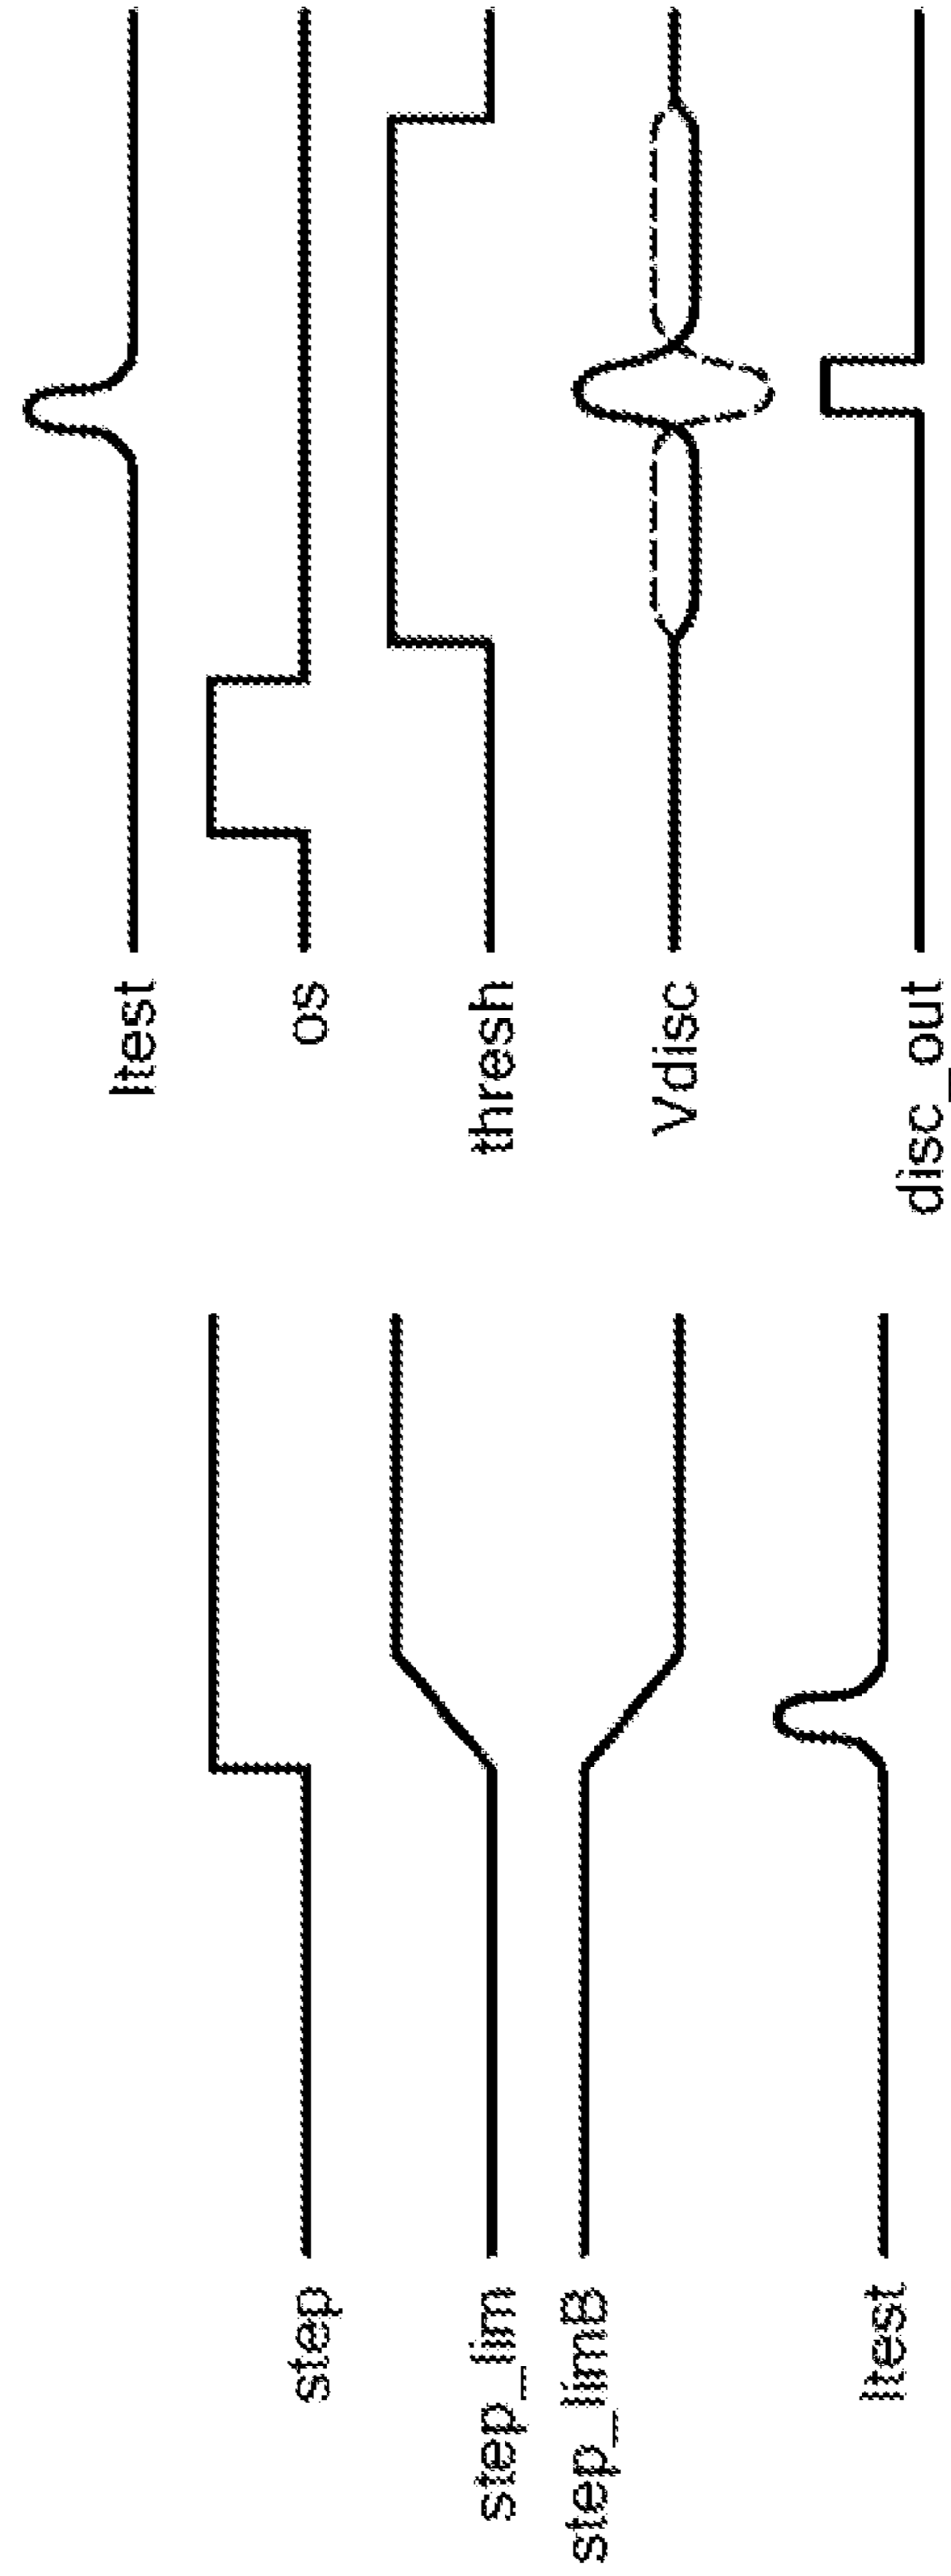 step
step_lim
step_limB
Itest
Itest
os
thresh
Vdisc
disc_out